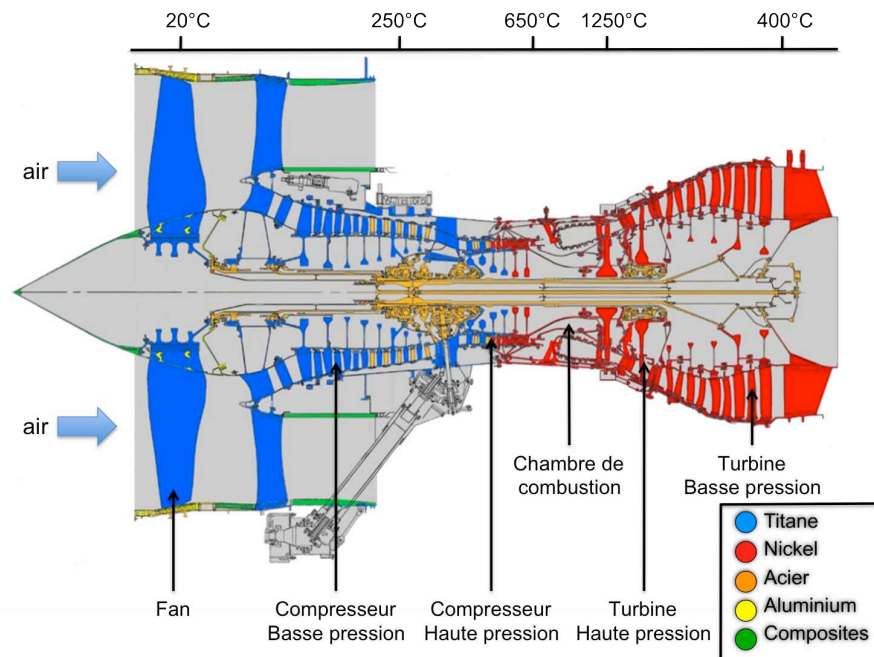 20°C 250°C 650°C 1250°C 400°C
air
air
Chambre de
combustion
Turbine
Basse pression
Fan
Compresseur
Basse pression
Compresseur
Haute pression
Turbine
Haute pression
Titane
Nickel
Acier
Aluminium
Composites